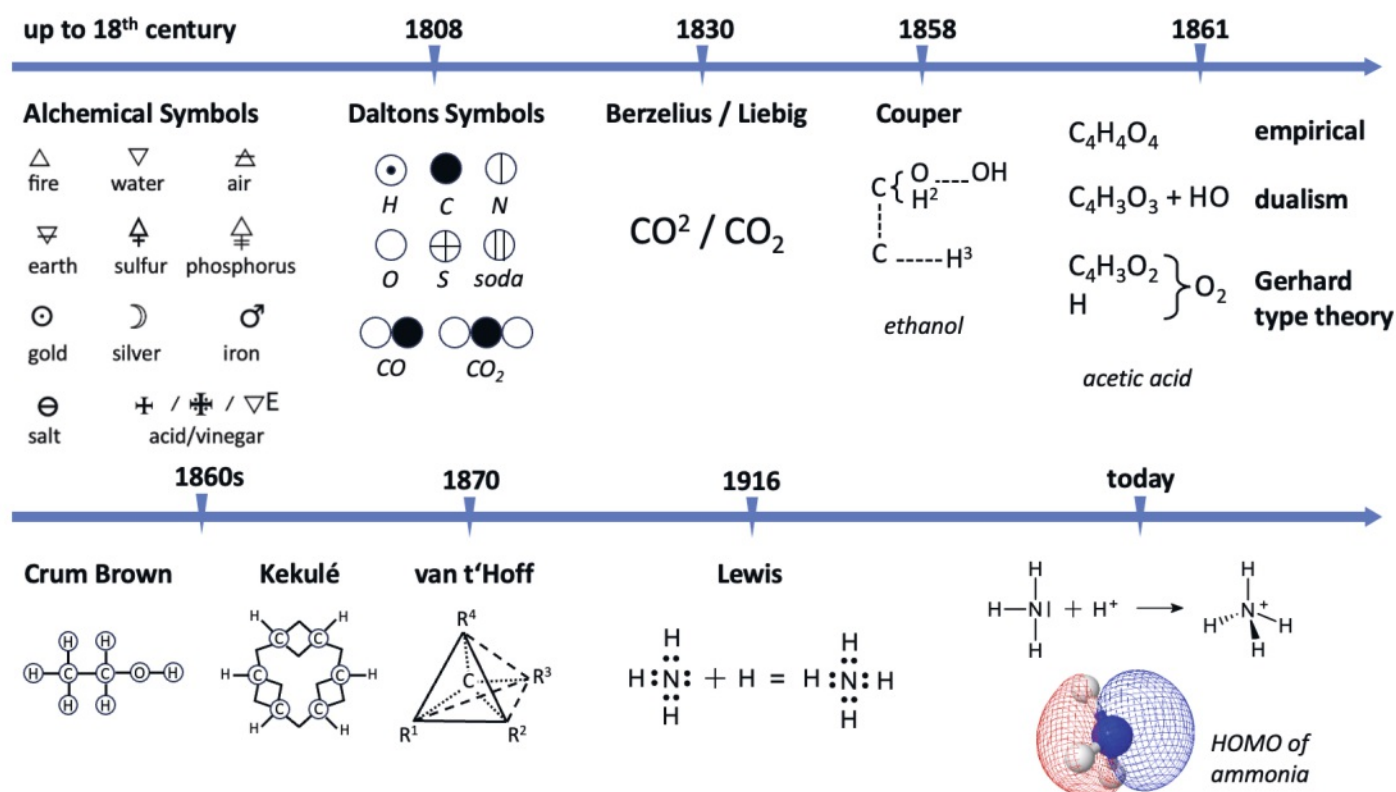 up to 18th century 1808 1830 1858 1861
Alchemical Symbols
fire water air
earth sulfur phosphorus
gold silver iron
salt / / E
acid/vinegar
Daltons Symbols
H C N
O S soda
CO CO2
Berzelius / Liebig
CO² / CO₂
Couper
C { O ----OH
H²
C -----H³
ethanol
C₄H₄O₄ empirical
C₄H₃O₃ + HO dualism
C₄H₃O₂ } O₂ Gerhard
H type theory
acetic acid
1860s 1870 1916 today
Crum Brown
H H
H C C O H
H H
Kekulé
H H
C C
H C C H
C C
H H
van t‘Hoff
R⁴
C R³
R¹ R²
Lewis
H H
H:N: + H = H:N:H
H H
H H
H—N| + H⁺ N⁺
H H H H
HOMO of
ammonia